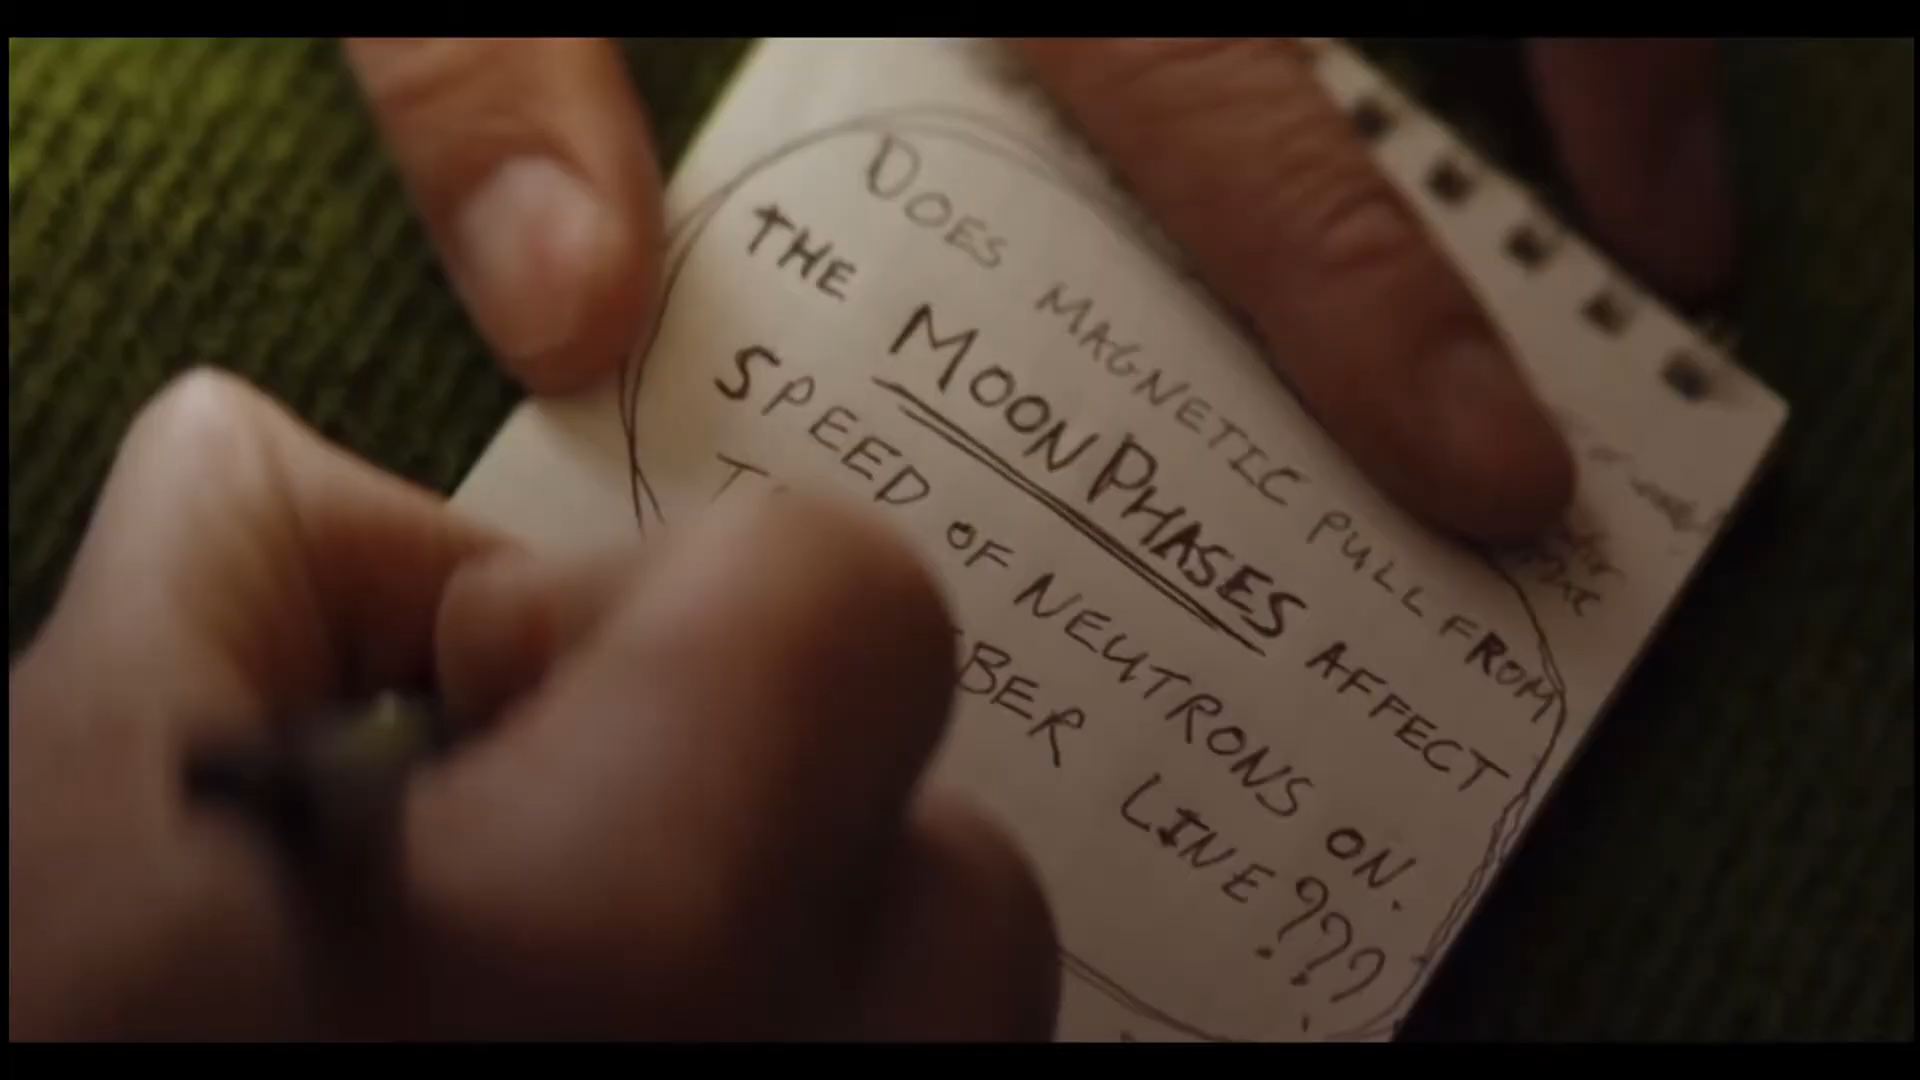 DOES MAGNETIC PULL FROM
THE MOON PHASES AFFECT
SPEED OF NEUTRONS ON.
LINE???